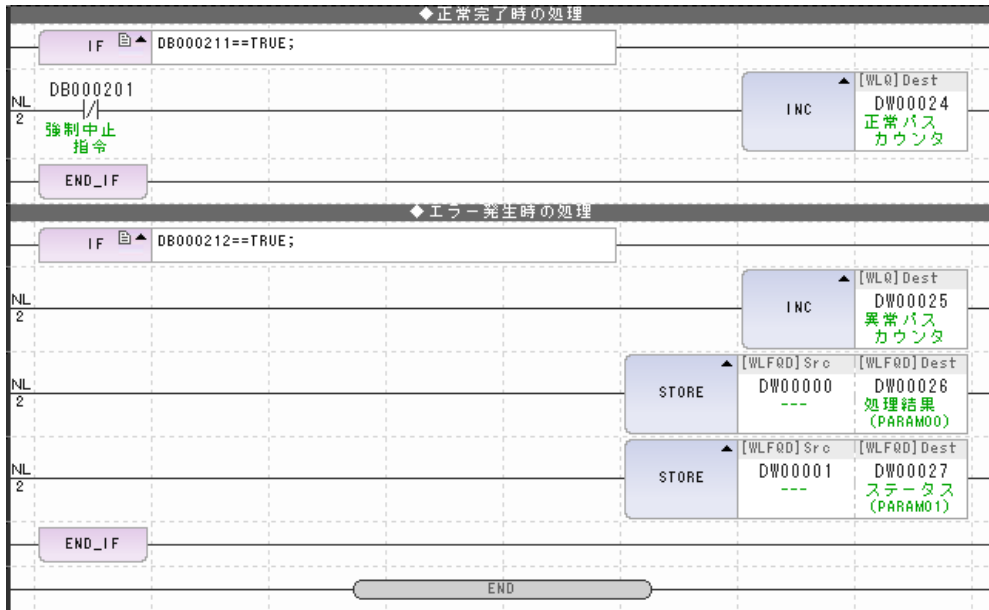 ◆正常完了時の処理
IF DB000211==TRUE;
DB000201
NL
2
強制中止
指令
INC
[WLQ]Dest
DW00024
正常パス
カウンタ
END_IF
◆エラー発生時の処理
IF DB000212==TRUE;
NL
2
INC
[WLQ]Dest
DW00025
異常パス
カウンタ
NL
2
STORE
[WLFQD]Src [WLFQD]Dest
DW00000 DW00026
--- 処理結果
(PARAM00)
NL
2
STORE
[WLFQD]Src [WLFQD]Dest
DW00001 DW00027
--- ステータス
(PARAM01)
END_IF
END